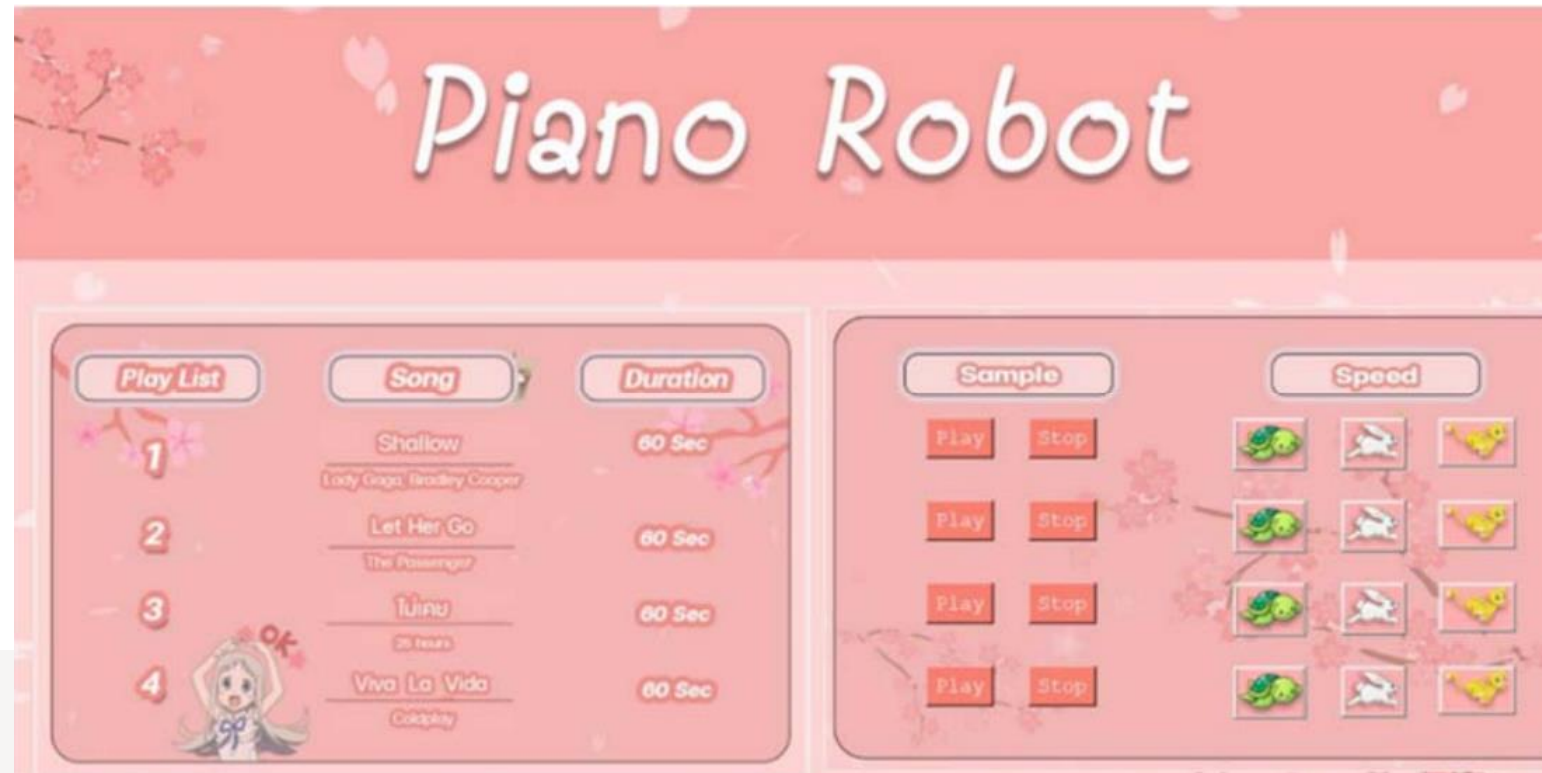 Piano Robot
Play List
Song
Duration
Sample
Speed
1
Shallow
Lady Gaga, Bradley Cooper
60 Sec
Play
Stop
2
Let Her Go
The Passenger
60 Sec
Play
Stop
3
ไม่เคย
25 hours
60 Sec
Play
Stop
4
OK
Viva La Vida
Coldplay
60 Sec
Play
Stop